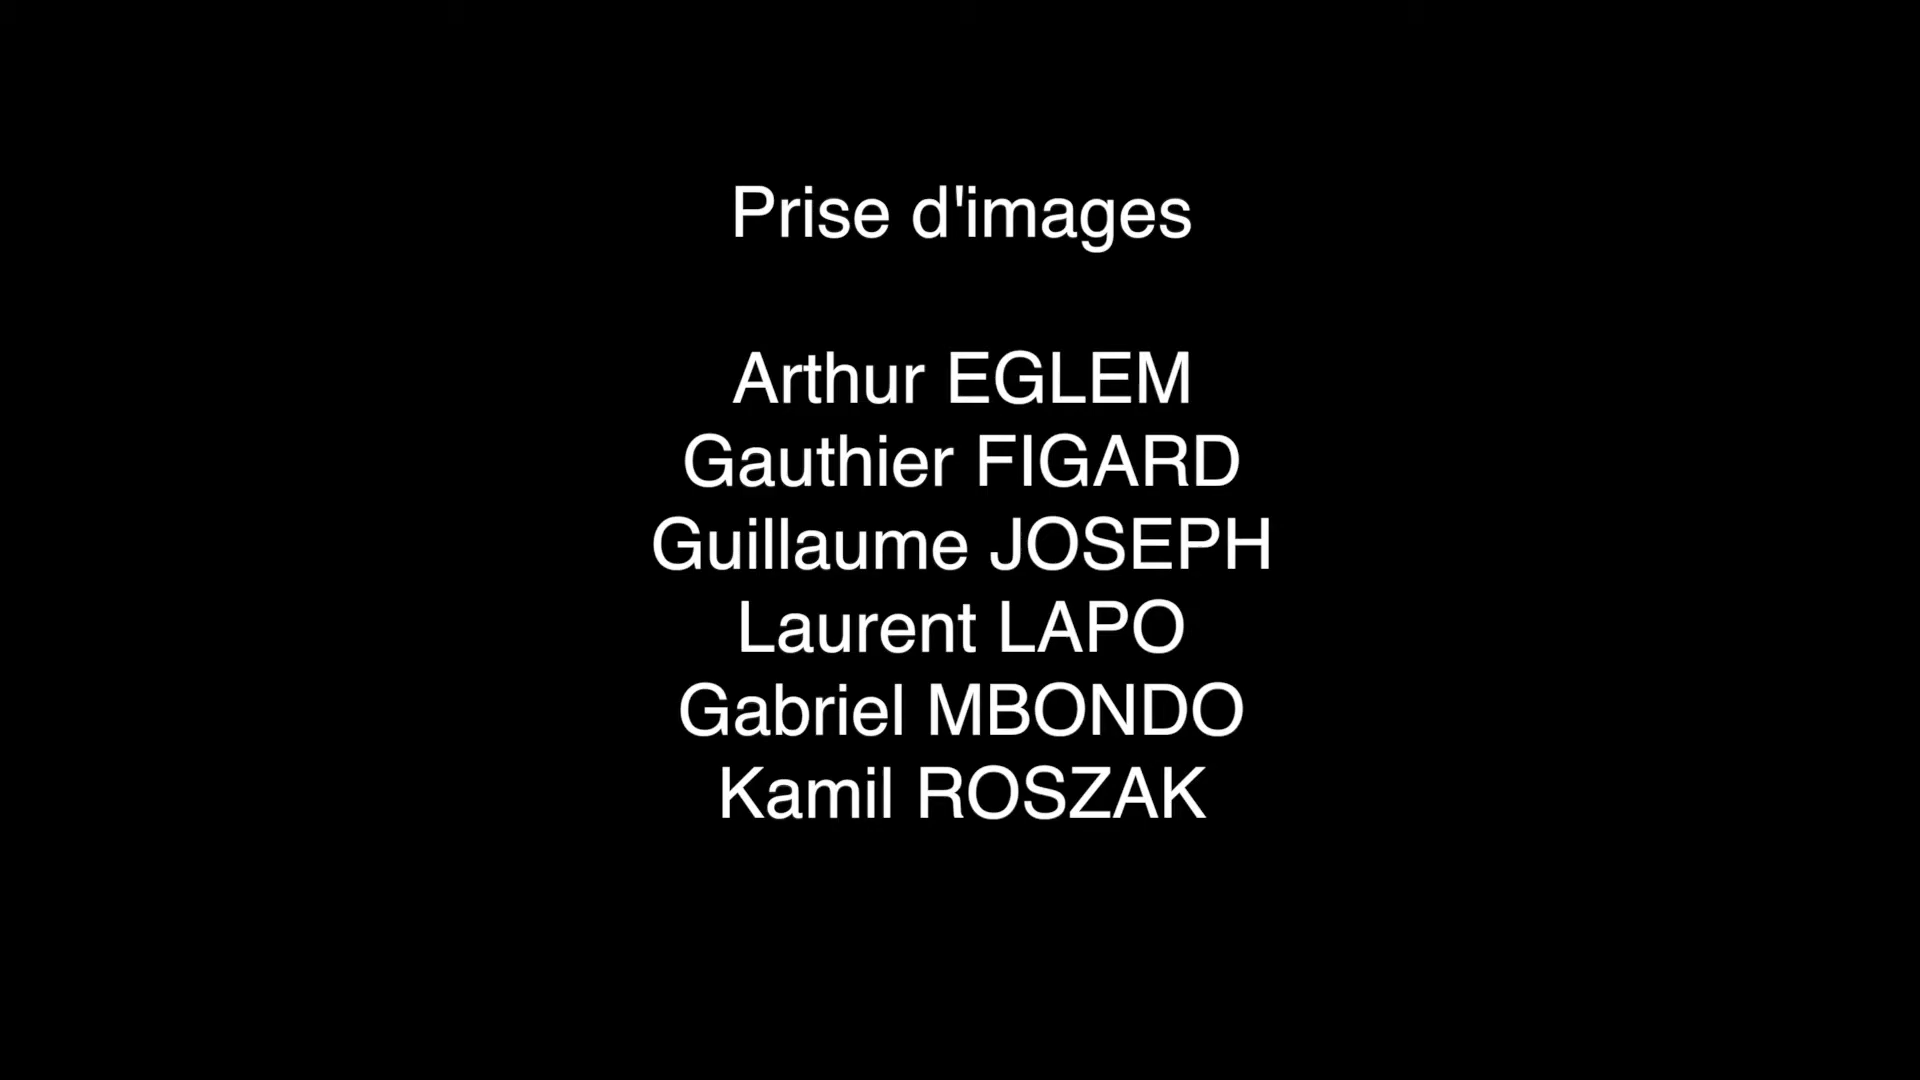 Prise d'images
Arthur EGLEM
Gauthier FIGARD
Guillaume JOSEPH
Laurent LAPO
Gabriel MBONDO
Kamil ROSZAK